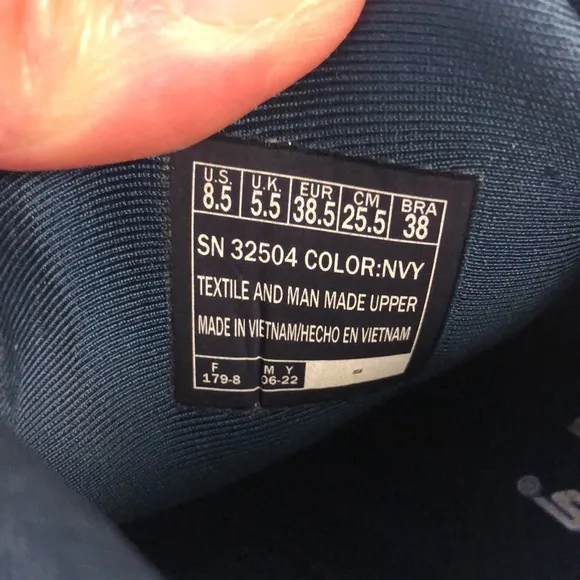 U.S. U.K. EUR CM BRA
8.5 5.5 38.5 25.5 38
SN 32504 COLOR:NVY
TEXTILE AND MAN MADE UPPER
MADE IN VIETNAM/HECHO EN VIETNAM
F M Y
179-8 06-22